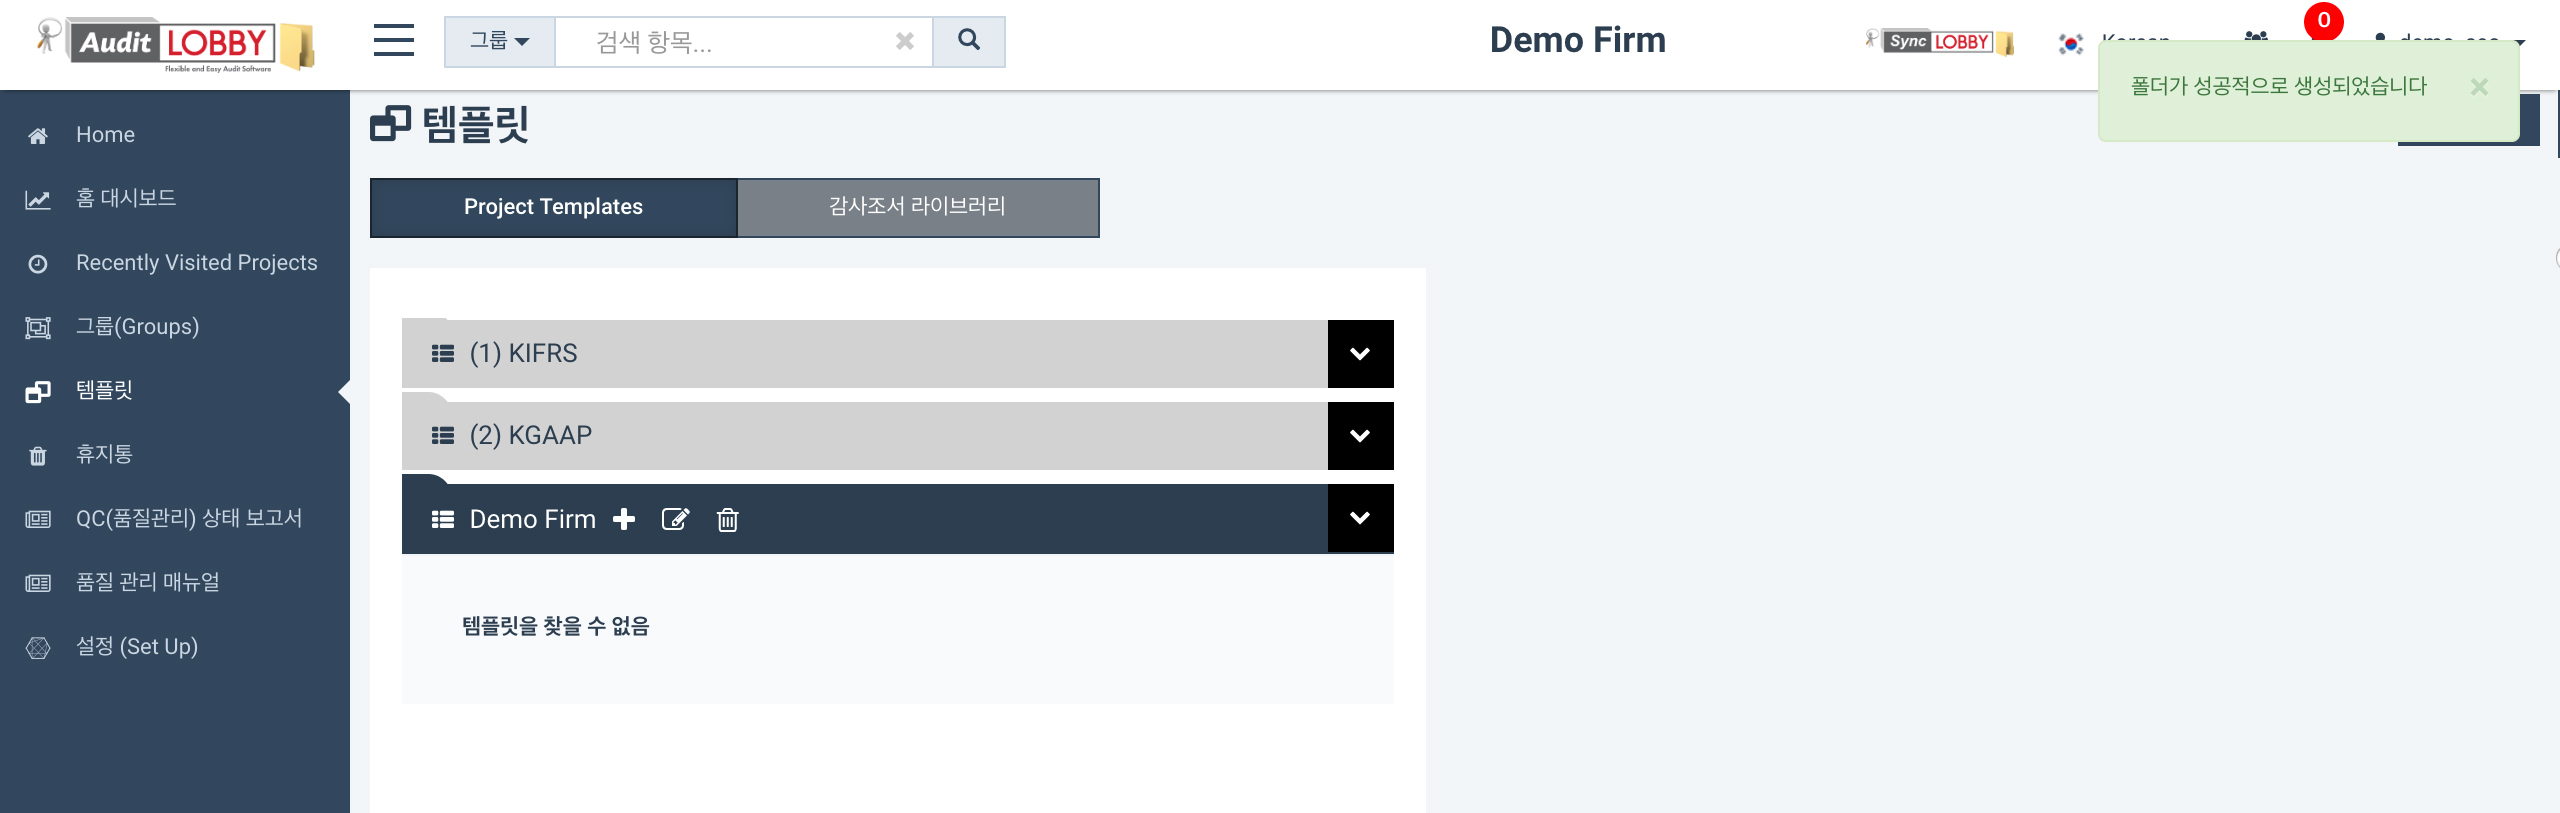 Audit LOBBY
Flexible and Easy Audit Software
그룹
검색 항목...
Demo Firm
Sync LOBBY
0
폴더가 성공적으로 생성되었습니다
Home
홈 대시보드
Recently Visited Projects
그룹(Groups)
템플릿
휴지통
QC(품질관리) 상태 보고서
품질 관리 매뉴얼
설정 (Set Up)
템플릿
Project Templates
감사조서 라이브러리
(1) KIFRS
(2) KGAAP
Demo Firm
템플릿을 찾을 수 없음